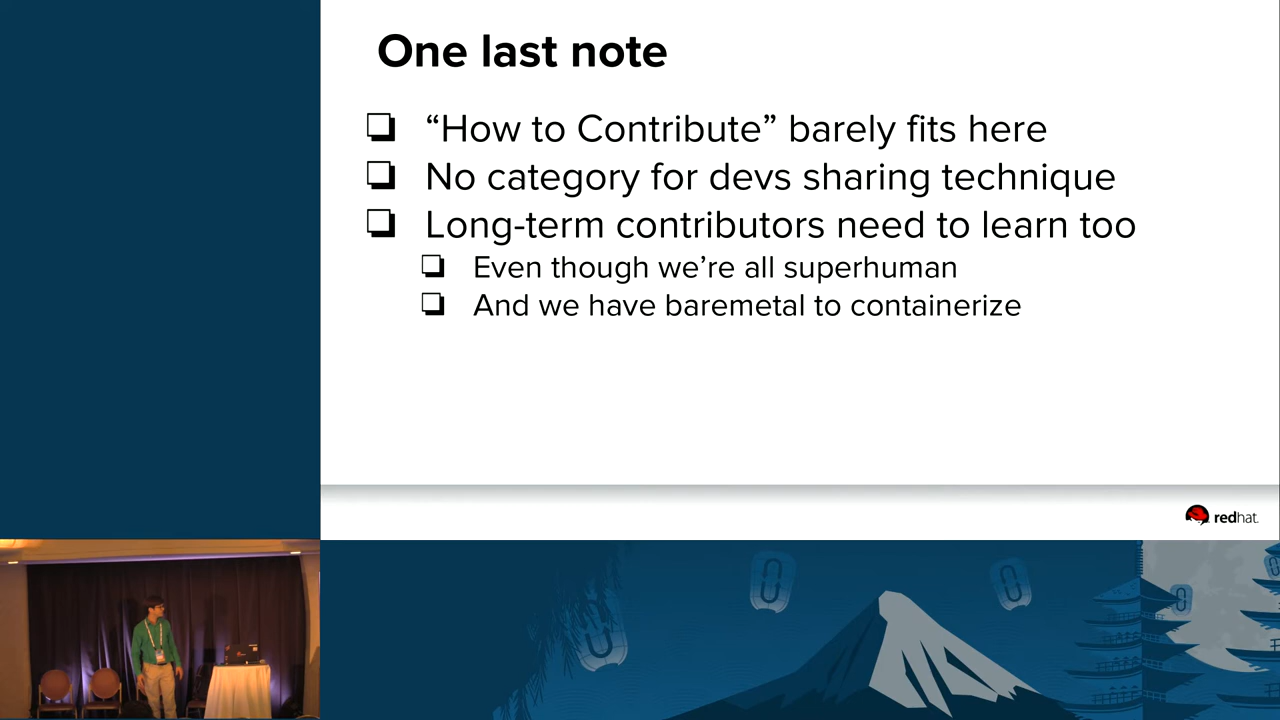 One last note
❏ “How to Contribute” barely fits here
❏ No category for devs sharing technique
❏ Long-term contributors need to learn too
❏ Even though we’re all superhuman
❏ And we have baremetal to containerize
redhat.